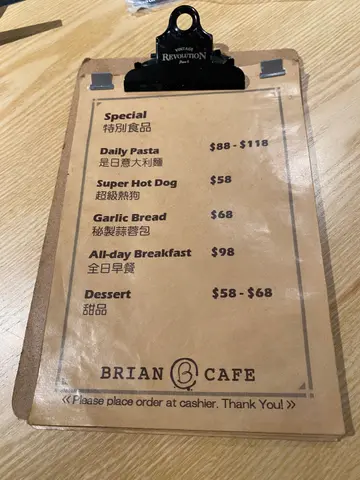 VINTAGE
REVOLUTION
Special
特別食品
Daily Pasta $88 - $118
是日意大利麵
Super Hot Dog $58
超級熱狗
Garlic Bread $68
秘製蒜蓉包
All-day Breakfast $98
全日早餐
Dessert $58 - $68
甜品
BRIAN B CAFE
<< Please place order at cashier. Thank You! >>